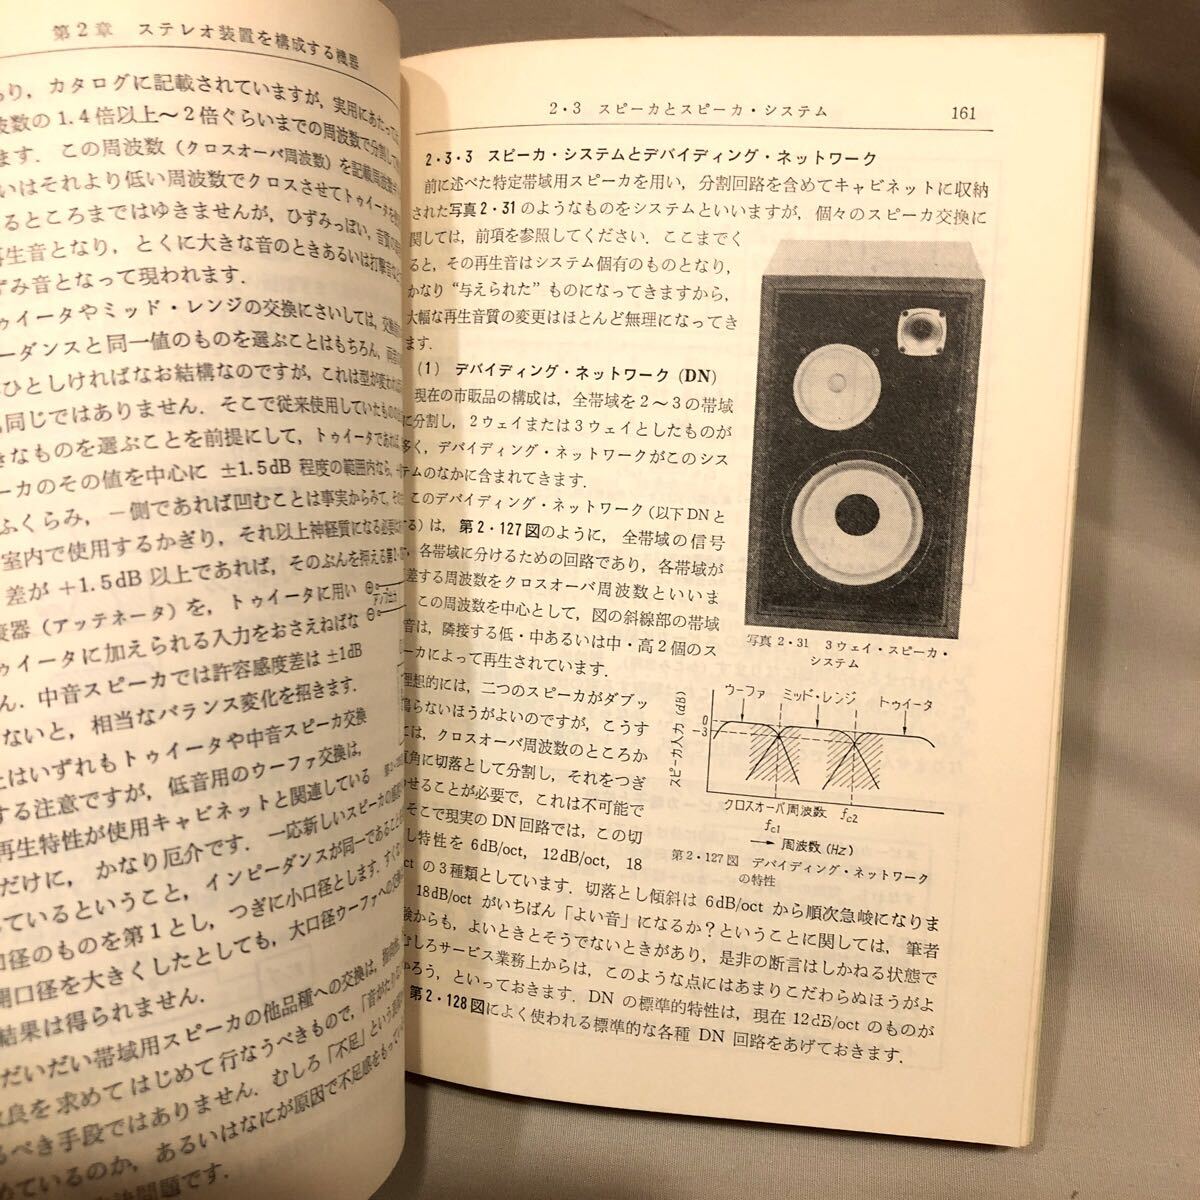 第2章 ステレオ装置を構成する機器
り，カタログに記載されていますが，実用にあたっては
波数の1.4倍以上～2倍ぐらいまでの周波数で分割して
ます．この周波数（クロスオーバ周波数）を記載周波数
いはそれより低い周波数でクロスさせてトゥイータを
るところまではゆきませんが，ひずみっぽい，音質の
再生音となり，とくに大きな音のときあるいは打撃音な
ずみ音となって現われます．
ゥイータやミッド・レンジの交換にさいしては，
ーダンスと同一値のものを選ぶことはもちろん，
ひとしければなお結構なのですが，これは型が変われば
同じではありません．そこで従来使用していたもの
きなものを選ぶことを前提にして，トゥイータであれば，
ーカのその値を中心に ±1.5dB 程度の範囲内なら，
ふくらみ，－側であれば凹むことは事実からみて，
室内で使用するかぎり，それ以上神経質になる必要は
差が＋1.5dB以上であれば，そのぶんを押える第2・
衰器（アッテネータ）を，トゥイータに用い
ゥイータに加えられる入力をおさえねばな
ん．中音スピーカでは許容感度差は±1dB
ないと，相当なバランス変化を招きます．
とはいずれもトゥイータや中音スピーカ交換
する注意ですが，低音用のウーファ交換は，
再生特性が使用キャビネットと関連している
だけに，かなり厄介です．一応新しいスピーカの
しているということ，インピーダンスが同一であること
口径のものを第1とし，つぎに小口径とします．すく
開口径を大きくしたとしても，大口径ウーファへの
結果は得られません．
だいたい帯域用スピーカの他品種への交換は，
改良を求めてはじめて行なうべきもので，「音が
るべき手段ではありません．むしろ「不足」という
めているのか，あるいはなにが原因で不足感をもって
問題です．
2・3 スピーカとスピーカ・システム 161
2・3・3 スピーカ・システムとデバイディング・ネットワーク
前に述べた特定帯域用スピーカを用い，分割回路を含めてキャビネットに収納
された写真2・31のようなものをシステムといいますが，個々のスピーカ交換に
関しては，前項を参照してください．ここまでく
ると，その再生音はシステム個有のものとなり，
かなり“与えられた”ものになってきますから，
大幅な再生音質の変更はほとんど無理になってき
ます．
(1) デバイディング・ネットワーク (DN)
現在の市販品の構成は，全帯域を2～3の帯域
に分割し，2ウェイまたは3ウェイとしたものが
多く，デバイディング・ネットワークがこのシス
テムのなかに含まれてきます．
このデバイディング・ネットワーク（以下DNと
る）は，第2・127図のように，全帯域の信号
各帯域に分けるための回路であり，各帯域が
差する周波数をクロスオーバ周波数といいま
この周波数を中心として，図の斜線部の帯域
音は，隣接する低・中あるいは中・高2個のス
ーカによって再生されています．
写真2・31 3ウェイ・スピーカ・
システム
理想的には，二つのスピーカがダブッ
鳴らないほうがよいのですが，こうす
ては，クロスオーバ周波数のところか
直角に切落として分割し，それをつぎ
せることが必要で，これは不可能で
そこで現実のDN回路では，この切
し特性を 6dB/oct, 12dB/oct, 18
ctの3種類としています．切落とし傾斜は 6dB/oct から順次急峻になりま
18dB/oct がいちばん「よい音」になるか？ということに関しては，筆者
験からも，よいときとそうでないときがあり，是非の断言はしかねる状態で
むしろサービス業務上からは，このような点にはあまりこだわらぬほうがよ
かろう，といっておきます．DN の標準的特性は，現在 12dB/oct のものが
第2・128図によく使われる標準的な各種 DN 回路をあげておきます．
ウーファ ミッド・レンジ トゥイータ
スピーカ入力 (dB)
0
-3
クロスオーバ周波数 fc2
fc1
→ 周波数 (Hz)
第2・127図 デバイディング・ネットワーク
の特性